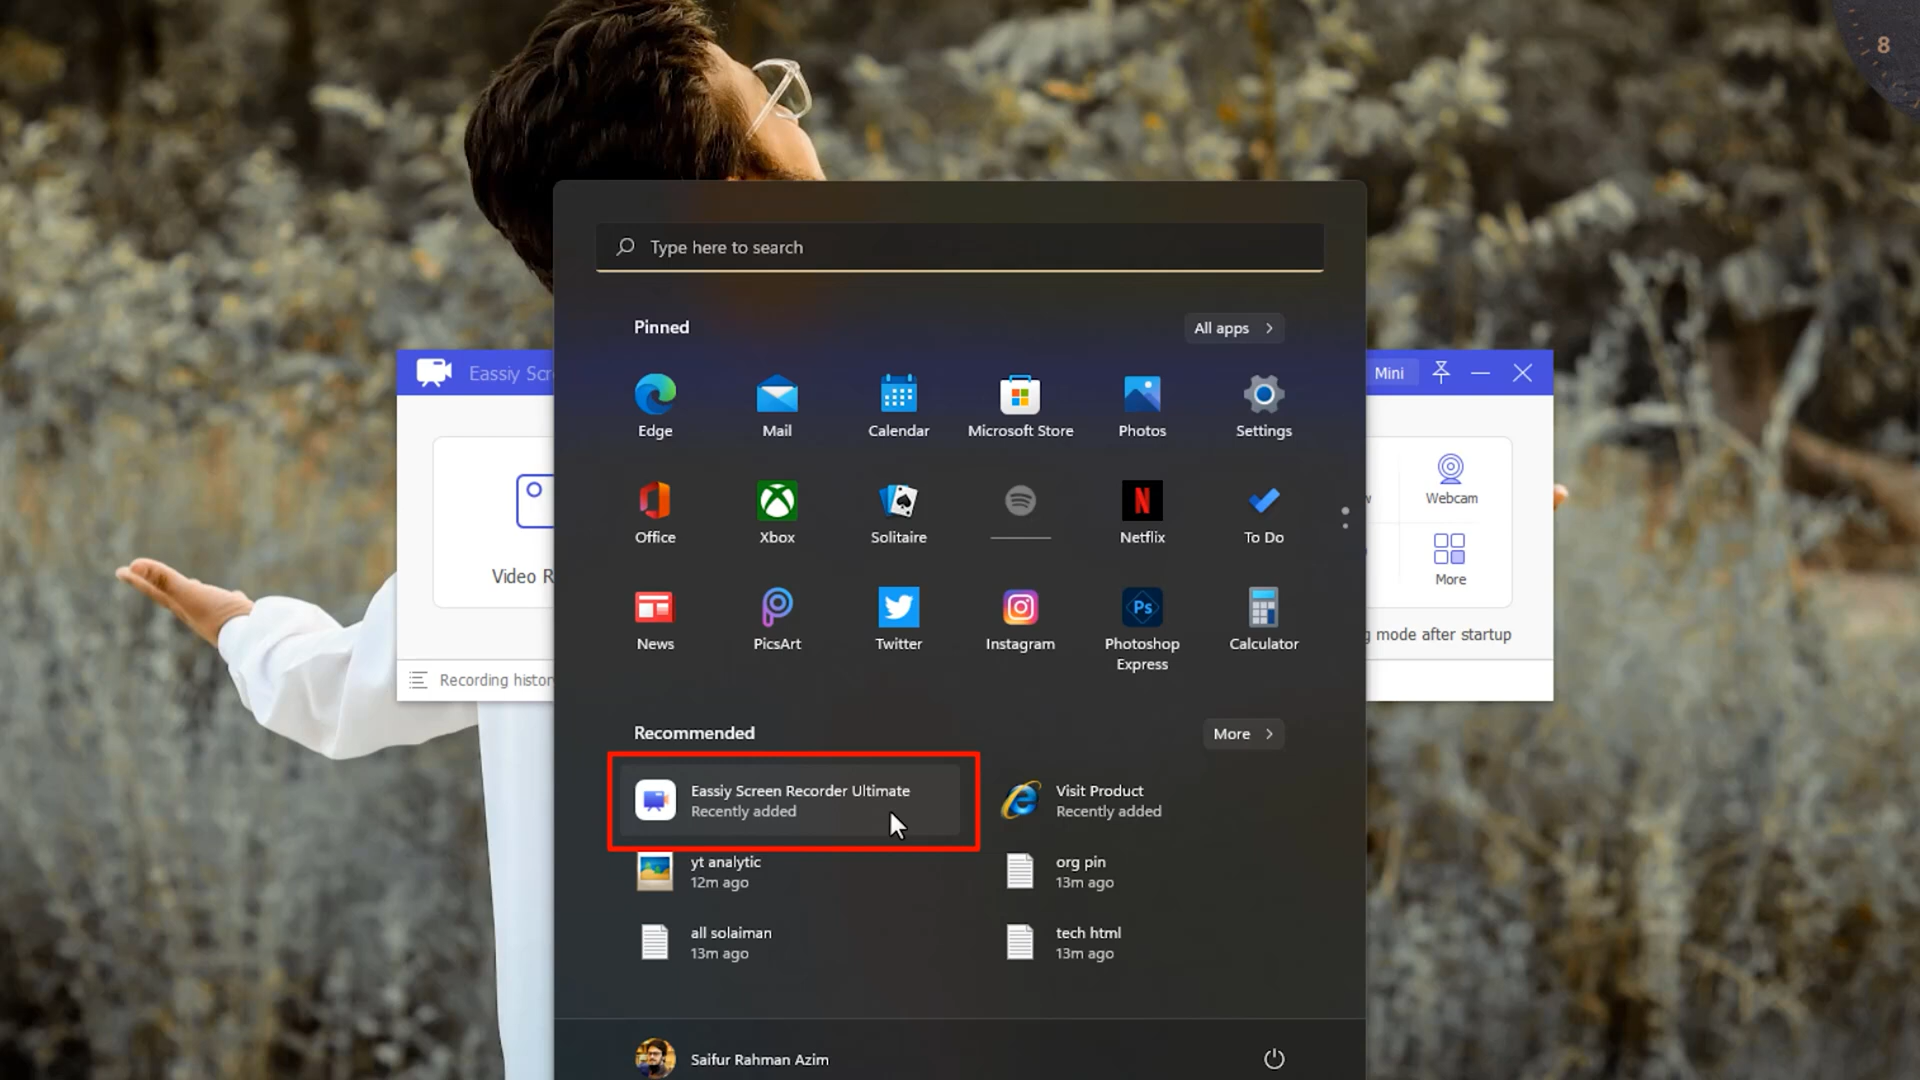 8
Type here to search
Pinned
All apps
Eassiy Scr
Mini
Edge
Mail
Calendar
Microsoft Store
Photos
Settings
Webcam
Office
Xbox
Solitaire
Netflix
To Do
Video R
More
News
PicsArt
Twitter
Instagram
Ps
Photoshop
Express
Calculator
g mode after startup
Recording histor
Recommended
More
Eassiy Screen Recorder Ultimate
Recently added
Visit Product
Recently added
yt analytic
12m ago
org pin
13m ago
all solaiman
13m ago
tech html
13m ago
Saifur Rahman Azim